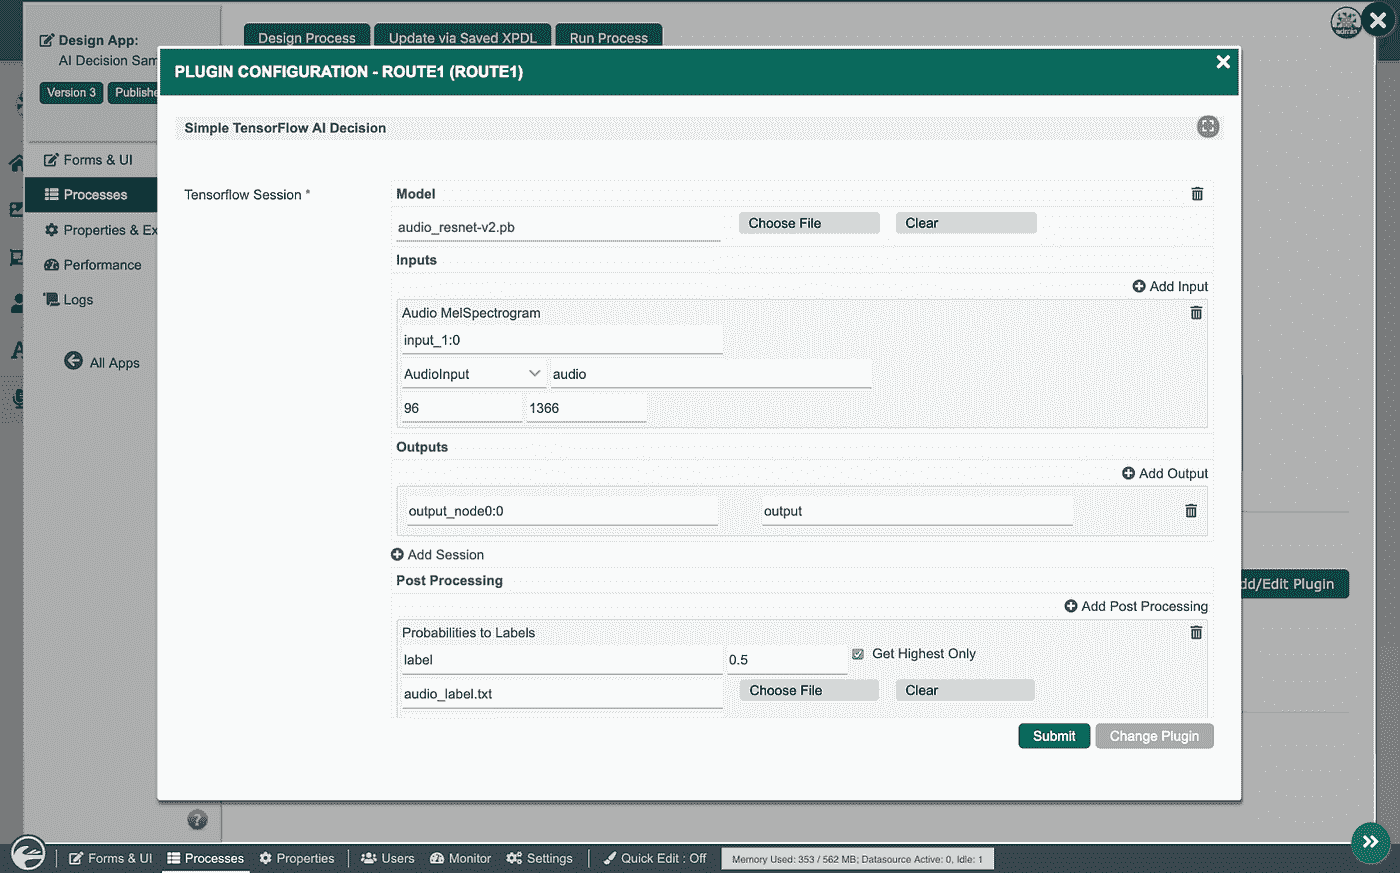 Design App:
AI Decision Sam
Version 3
Publishe
Design Process
Update via Saved XPDL
Run Process
admin
PLUGIN CONFIGURATION - ROUTE1 (ROUTE1)
Simple TensorFlow AI Decision
Forms & UI
Processes
Properties & Ex
Performance
Logs
All Apps
Tensorflow Session *
Model
audio_resnet-v2.pb
Choose File
Clear
Inputs
Add Input
Audio MelSpectrogram
input_1:0
AudioInput
audio
96
1366
Outputs
Add Output
output_node0:0
output
Add Session
Post Processing
Add Post Processing
Probabilities to Labels
label
0.5
Get Highest Only
audio_label.txt
Choose File
Clear
Submit
Change Plugin
dd/Edit Plugin
Forms & UI
Processes
Properties
Users
Monitor
Settings
Quick Edit : Off
Memory Used: 353 / 562 MB; Datasource Active: 0, Idle: 1